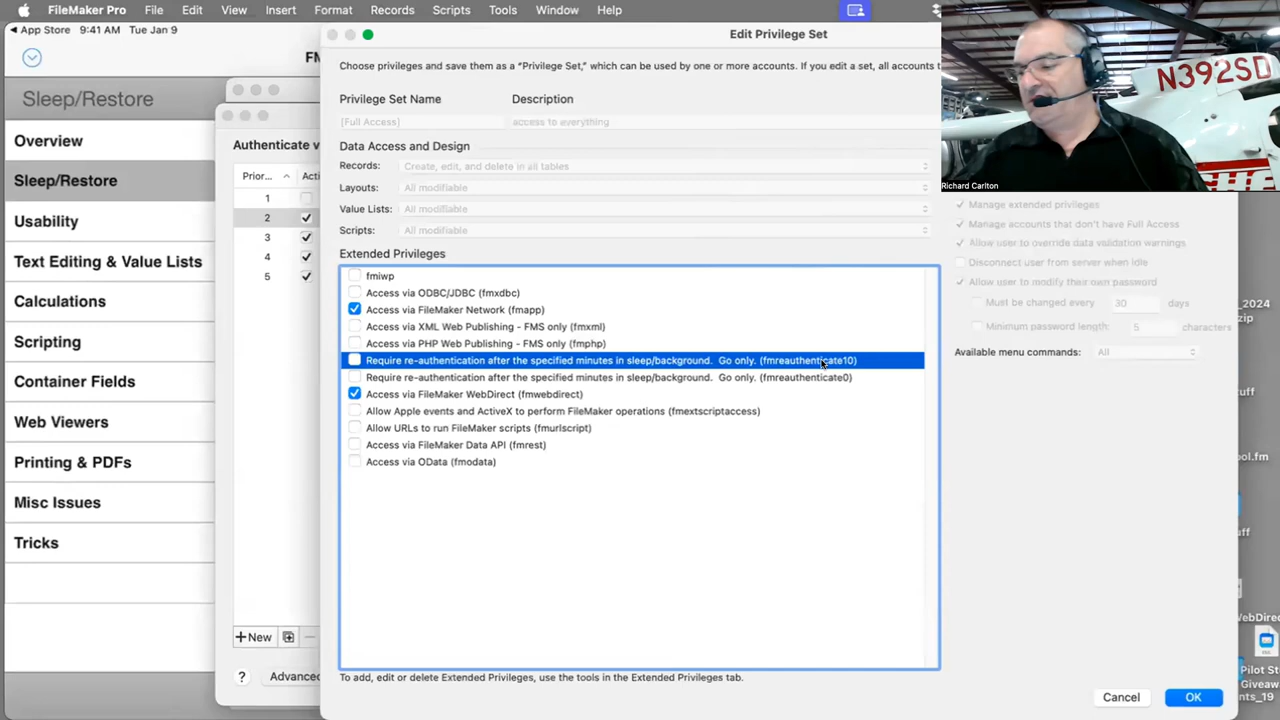 FileMaker Pro File Edit View Insert Format Records Scripts Tools Window Help
App Store 9:41 AM Tue Jan 9
FM
Sleep/Restore
Overview
Sleep/Restore
Usability
Text Editing & Value Lists
Calculations
Scripting
Container Fields
Web Viewers
Printing & PDFs
Misc Issues
Tricks
Authenticate v
Prior... Acti
1
2
3
4
5
+ New
?
Advanced
Edit Privilege Set
Choose privileges and save them as a “Privilege Set,” which can be used by one or more accounts. If you edit a set, all accounts t
Privilege Set Name Description
[Full Access] access to everything
Data Access and Design
Records: Create, edit, and delete in all tables
Layouts: All modifiable
Value Lists: All modifiable
Scripts: All modifiable
Extended Privileges
fmiwp
Access via ODBC/JDBC (fmxdbc)
Access via FileMaker Network (fmapp)
Access via XML Web Publishing - FMS only (fmxml)
Access via PHP Web Publishing - FMS only (fmphp)
Require re-authentication after the specified minutes in sleep/background. Go only. (fmreauthenticate10)
Require re-authentication after the specified minutes in sleep/background. Go only. (fmreauthenticate0)
Access via FileMaker WebDirect (fmwebdirect)
Allow Apple events and ActiveX to perform FileMaker operations (fmextscriptaccess)
Allow URLs to run FileMaker scripts (fmurlscript)
Access via FileMaker Data API (fmrest)
Access via OData (fmodata)
To add, edit or delete Extended Privileges, use the tools in the Extended Privileges tab.
N392SD
Richard Carlton
Manage extended privileges
Manage accounts that don't have Full Access
Allow user to override data validation warnings
Disconnect user from server when idle
Allow user to modify their own password
Must be changed every 30 days
Minimum password length: 5 characters
Available menu commands: All
Cancel OK
_2024
zip
uff
ol.fm
uff
WebDirec
Pilot St
Giveaw
nts_19